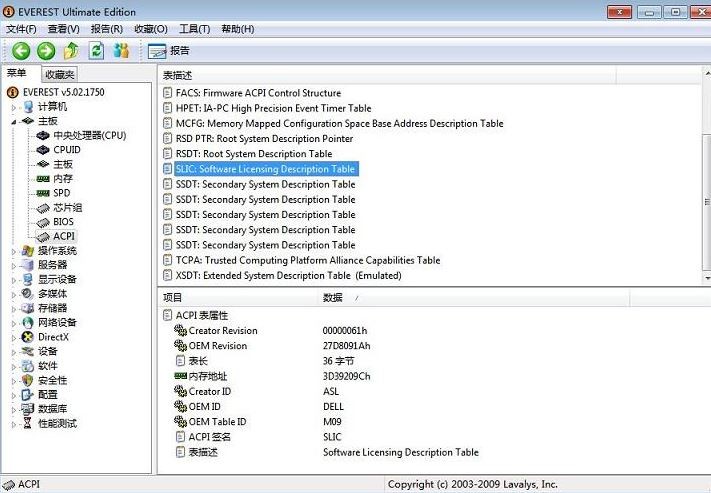 EVEREST Ultimate Edition
文件(F) 查看(V) 报告(R) 收藏(O) 工具(T) 帮助(H)
报告
菜单 收藏夹
EVEREST v5.02.1750
计算机
主板
中央处理器(CPU)
CPUID
主板
内存
SPD
芯片组
BIOS
ACPI
操作系统
服务器
显示设备
多媒体
存储器
网络设备
DirectX
设备
软件
安全性
配置
数据库
性能测试
表描述
FACS: Firmware ACPI Control Structure
HPET: IA-PC High Precision Event Timer Table
MCFG: Memory Mapped Configuration Space Base Address Description Table
RSD PTR: Root System Description Pointer
RSDT: Root System Description Table
SLIC: Software Licensing Description Table
SSDT: Secondary System Description Table
SSDT: Secondary System Description Table
SSDT: Secondary System Description Table
SSDT: Secondary System Description Table
SSDT: Secondary System Description Table
TCPA: Trusted Computing Platform Alliance Capabilities Table
XSDT: Extended System Description Table (Emulated)
项目 数据
ACPI 表属性
Creator Revision 00000061h
OEM Revision 27D8091Ah
表长 36 字节
内存地址 3D39209Ch
Creator ID ASL
OEM ID DELL
OEM Table ID M09
ACPI 签名 SLIC
表描述 Software Licensing Description Table
ACPI
Copyright (c) 2003-2009 Lavalys, Inc.